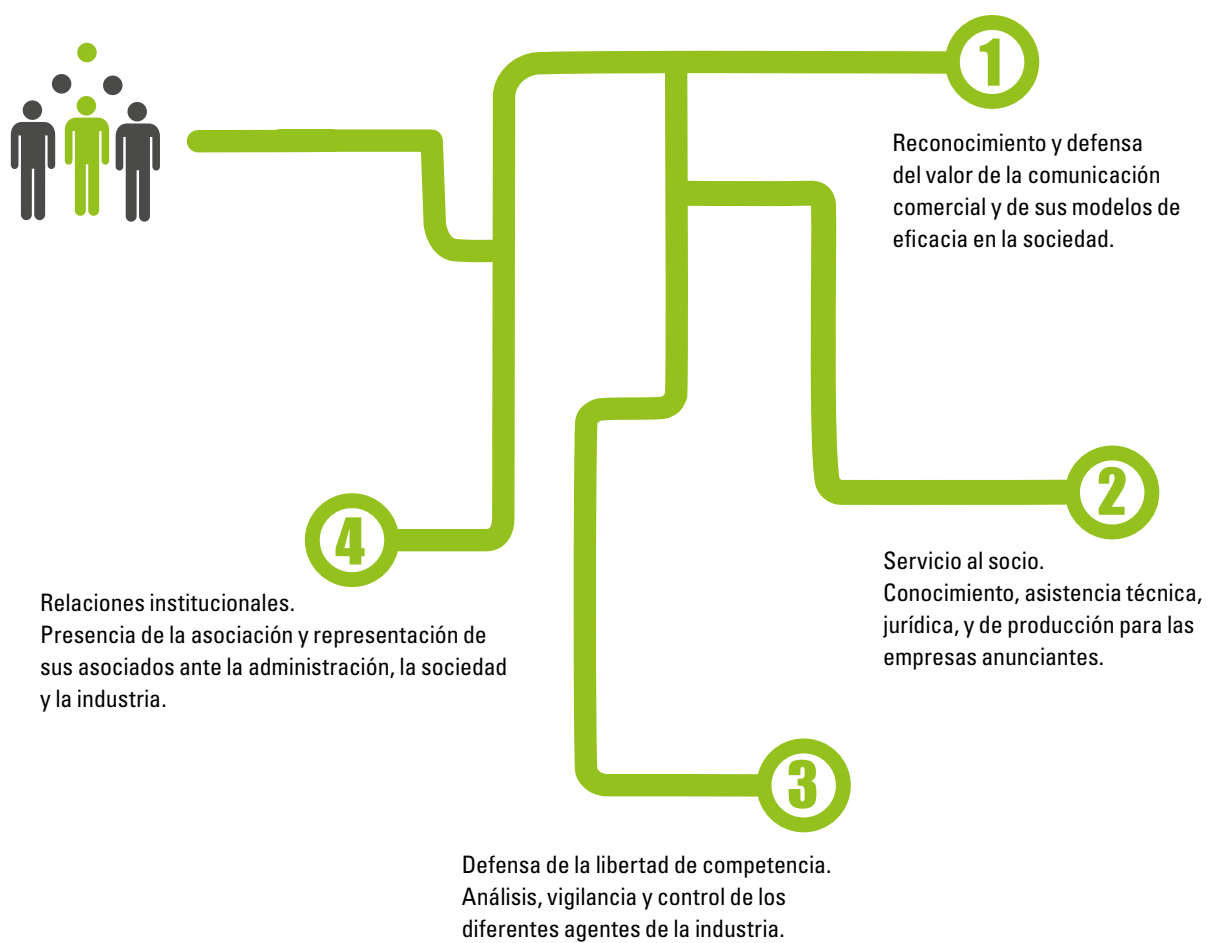 1
Reconocimiento y defensa
del valor de la comunicación
comercial y de sus modelos de
eficacia en la sociedad.
2
Servicio al socio.
Conocimiento, asistencia técnica,
jurídica, y de producción para las
empresas anunciantes.
3
Defensa de la libertad de competencia.
Análisis, vigilancia y control de los
diferentes agentes de la industria.
4
Relaciones institucionales.
Presencia de la asociación y representación de
sus asociados ante la administración, la sociedad
y la industria.